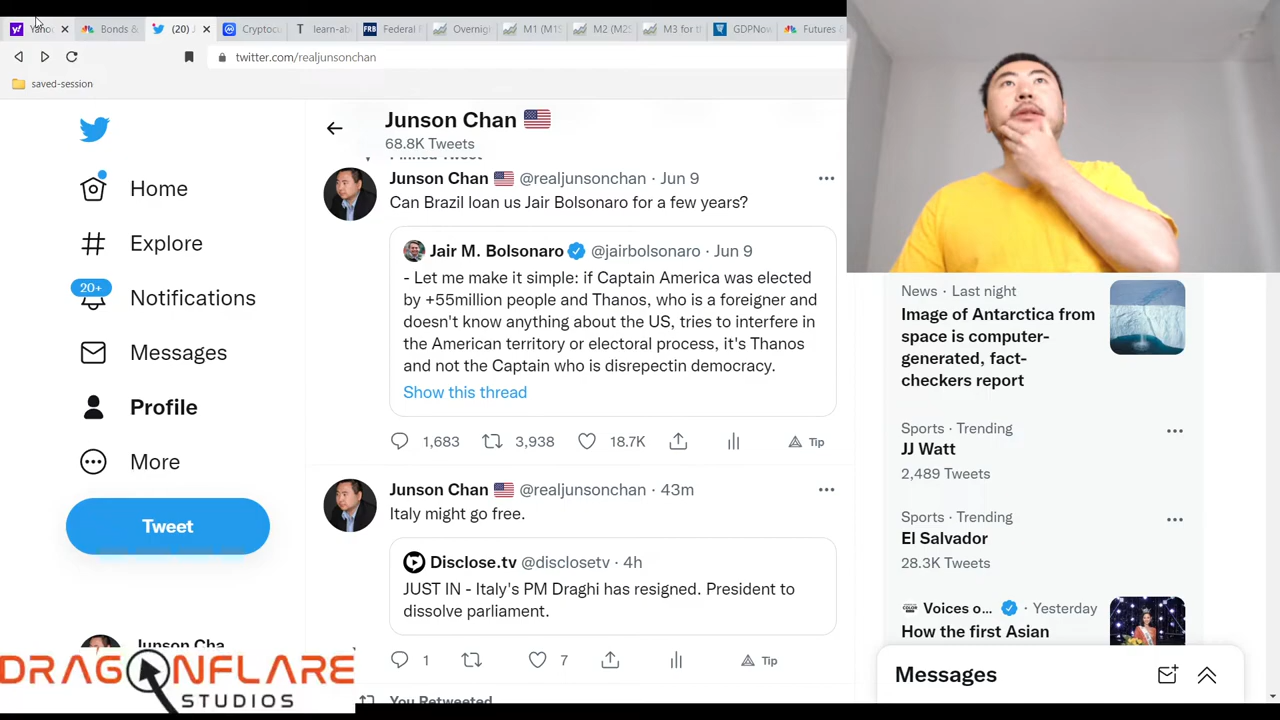 Yahoo
Bonds &
(20) J
Cryptocu
learn-ab
Federal
Overnig
M1 (M1S
M2 (M2S
M3 for t
GDPNow
Futures
twitter.com/realjunsonchan
saved-session
Junson Chan
68.8K Tweets
Home
Explore
20+
Notifications
Messages
Profile
More
Tweet
Junson Cha
Pinned Tweet
Junson Chan @realjunsonchan · Jun 9
Can Brazil loan us Jair Bolsonaro for a few years?
Jair M. Bolsonaro @jairbolsonaro · Jun 9
- Let me make it simple: if Captain America was elected
by +55million people and Thanos, who is a foreigner and
doesn't know anything about the US, tries to interfere in
the American territory or electoral process, it's Thanos
and not the Captain who is disrepectin democracy.
Show this thread
1,683 3,938 18.7K Tip
Junson Chan @realjunsonchan · 43m
Italy might go free.
Disclose.tv @disclosetv · 4h
JUST IN - Italy's PM Draghi has resigned. President to
dissolve parliament.
1 7 Tip
You Retweeted
News · Last night
Image of Antarctica from
space is computer-
generated, fact-
checkers report
Sports · Trending
JJ Watt
2,489 Tweets
Sports · Trending
El Salvador
28.3K Tweets
Voices o... · Yesterday
How the first Asian
Messages
DRAGONFLARE
STUDIOS